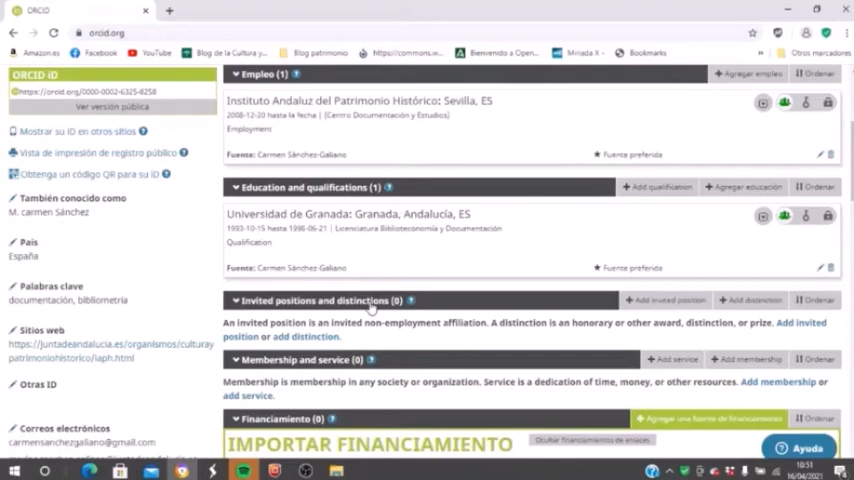 ORCID
orcid.org
Amazon.es
Facebook
YouTube
Blog de la Cultura y...
Blog patrimonio
https://commons.w...
Bienvenido a Open...
Miriada X -
Bookmarks
Otros marcadores
ORCID iD
https://orcid.org/0000-0002-6325-8258
Ver versión pública
Mostrar su iD en otros sitios
Vista de impresión de registro público
Obtenga un código QR para su iD
También conocido como
M. carmen Sánchez
País
España
Palabras clave
documentación, bibliometría
Sitios web
https://juntadeandalucia.es/organismos/culturay
patrimoniohistorico/iaph.html
Otras ID
Correos electrónicos
carmensanchezgaliano@gmail.com
Empleo (1)
Agregar empleo
Ordenar
Instituto Andaluz del Patrimonio Histórico: Sevilla, ES
2008-12-20 hasta la fecha | (Centro Documentación y Estudios)
Employment
Fuente: Carmen Sánchez-Galiano
Fuente preferida
Education and qualifications (1)
Add qualification
Agregar educación
Ordenar
Universidad de Granada: Granada, Andalucía, ES
1993-10-15 hasta 1998-06-21 | Licenciatura Biblioteconomía y Documentación
Qualification
Fuente: Carmen Sánchez-Galiano
Fuente preferida
Invited positions and distinctions (0)
Add invited position
Add distinction
Ordenar
An invited position is an invited non-employment affiliation. A distinction is an honorary or other award, distinction, or prize. Add invited
position or add distinction.
Membership and service (0)
Add service
Add membership
Ordenar
Membership is membership in any society or organization. Service is a dedication of time, money, or other resources. Add membership or
add service.
Financiamiento (0)
Agregar una fuente de financiamiento
Ordenar
IMPORTAR FINANCIAMIENTO
Ocultar financiamientos de enlaces
Ayuda
10:51
16/04/2021